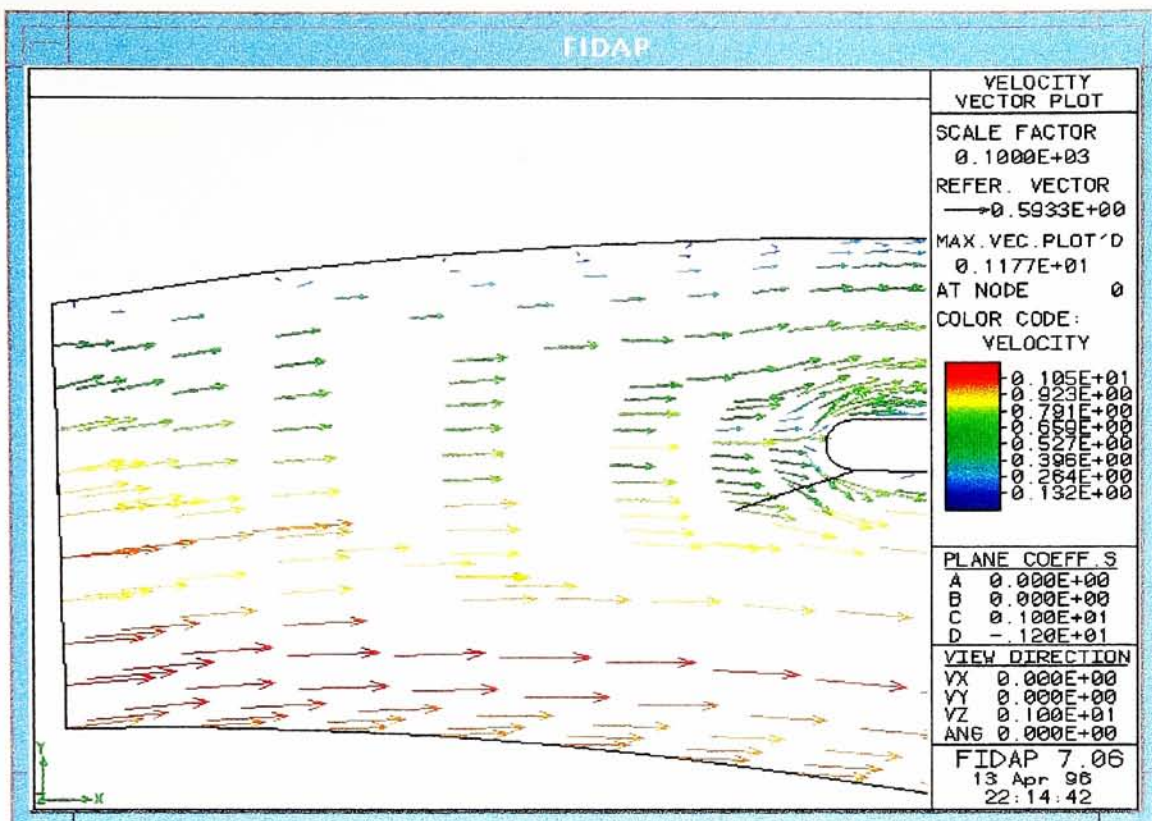 FIDAP
VELOCITY
VECTOR PLOT
SCALE FACTOR
0.1000E+03
REFER. VECTOR
0.5933E+00
MAX.VEC.PLOT'D
0.1177E+01
AT NODE 0
COLOR CODE:
VELOCITY
0.105E+01
0.923E+00
0.791E+00
0.659E+00
0.527E+00
0.396E+00
0.264E+00
0.132E+00
PLANE COEFF.S
A 0.000E+00
B 0.000E+00
C 0.100E+01
D -.120E+01
VIEW DIRECTION
VX 0.000E+00
VY 0.000E+00
VZ 0.100E+01
ANG 0.000E+00
FIDAP 7.06
13 Apr 96
22:14:42
Y
Z X